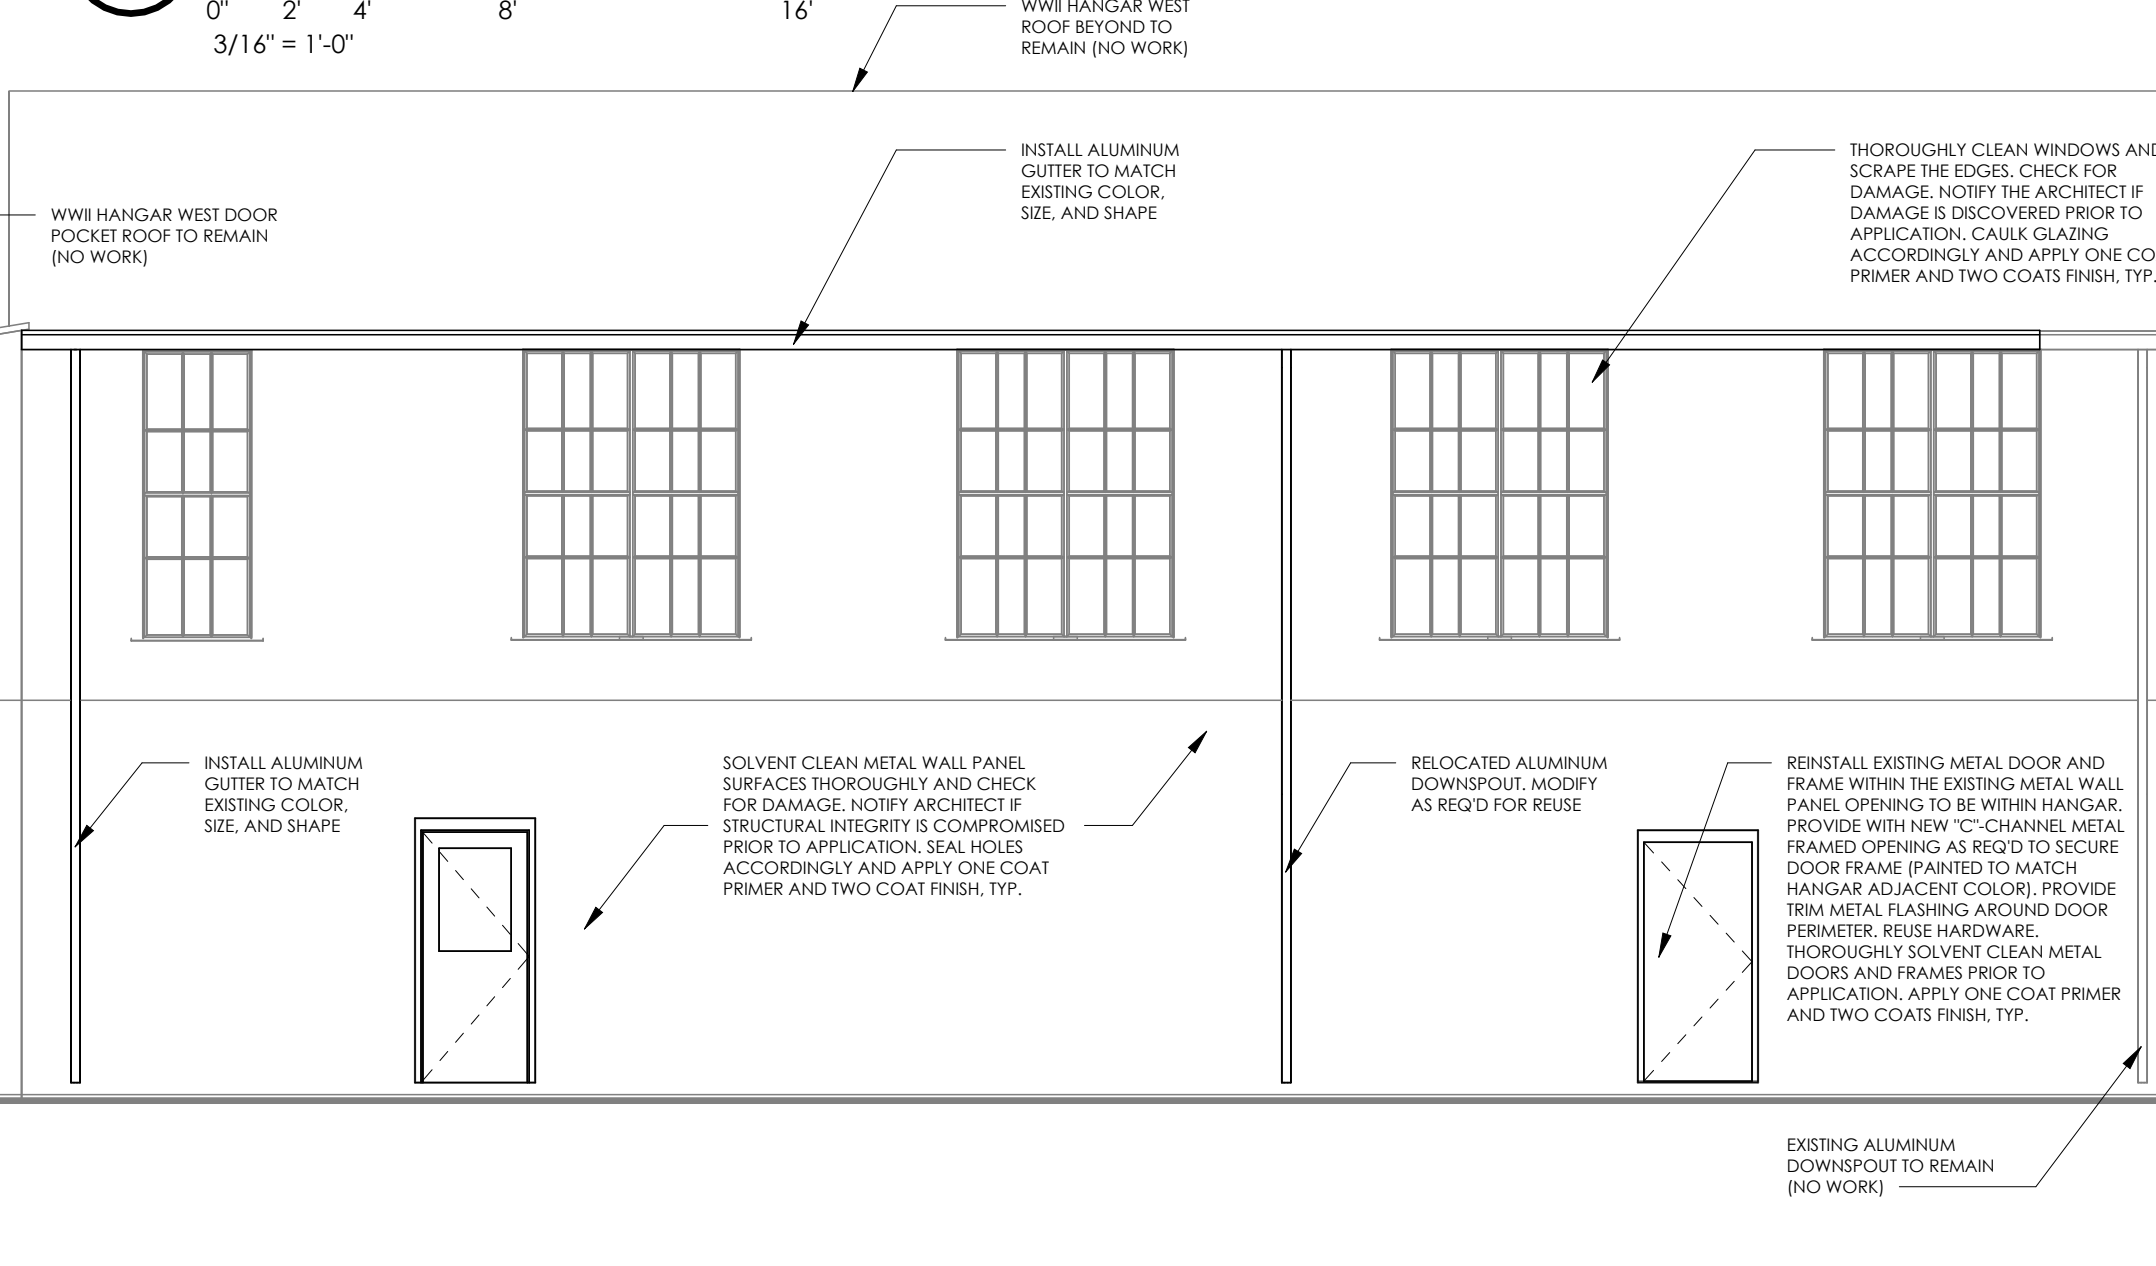 0" 2' 4' 8' 16'
3/16" = 1'-0"
WWII HANGAR WEST
ROOF BEYOND TO
REMAIN (NO WORK)
INSTALL ALUMINUM
GUTTER TO MATCH
EXISTING COLOR,
SIZE, AND SHAPE
THOROUGHLY CLEAN WINDOWS AND
SCRAPE THE EDGES. CHECK FOR
DAMAGE. NOTIFY THE ARCHITECT IF
DAMAGE IS DISCOVERED PRIOR TO
APPLICATION. CAULK GLAZING
ACCORDINGLY AND APPLY ONE CO
PRIMER AND TWO COATS FINISH, TYP.
WWII HANGAR WEST DOOR
POCKET ROOF TO REMAIN
(NO WORK)
INSTALL ALUMINUM
GUTTER TO MATCH
EXISTING COLOR,
SIZE, AND SHAPE
SOLVENT CLEAN METAL WALL PANEL
SURFACES THOROUGHLY AND CHECK
FOR DAMAGE. NOTIFY ARCHITECT IF
STRUCTURAL INTEGRITY IS COMPROMISED
PRIOR TO APPLICATION. SEAL HOLES
ACCORDINGLY AND APPLY ONE COAT
PRIMER AND TWO COAT FINISH, TYP.
RELOCATED ALUMINUM
DOWNSPOUT. MODIFY
AS REQ'D FOR REUSE
REINSTALL EXISTING METAL DOOR AND
FRAME WITHIN THE EXISTING METAL WALL
PANEL OPENING TO BE WITHIN HANGAR.
PROVIDE WITH NEW "C"-CHANNEL METAL
FRAMED OPENING AS REQ'D TO SECURE
DOOR FRAME (PAINTED TO MATCH
HANGAR ADJACENT COLOR). PROVIDE
TRIM METAL FLASHING AROUND DOOR
PERIMETER. REUSE HARDWARE.
THOROUGHLY SOLVENT CLEAN METAL
DOORS AND FRAMES PRIOR TO
APPLICATION. APPLY ONE COAT PRIMER
AND TWO COATS FINISH, TYP.
EXISTING ALUMINUM
DOWNSPOUT TO REMAIN
(NO WORK)